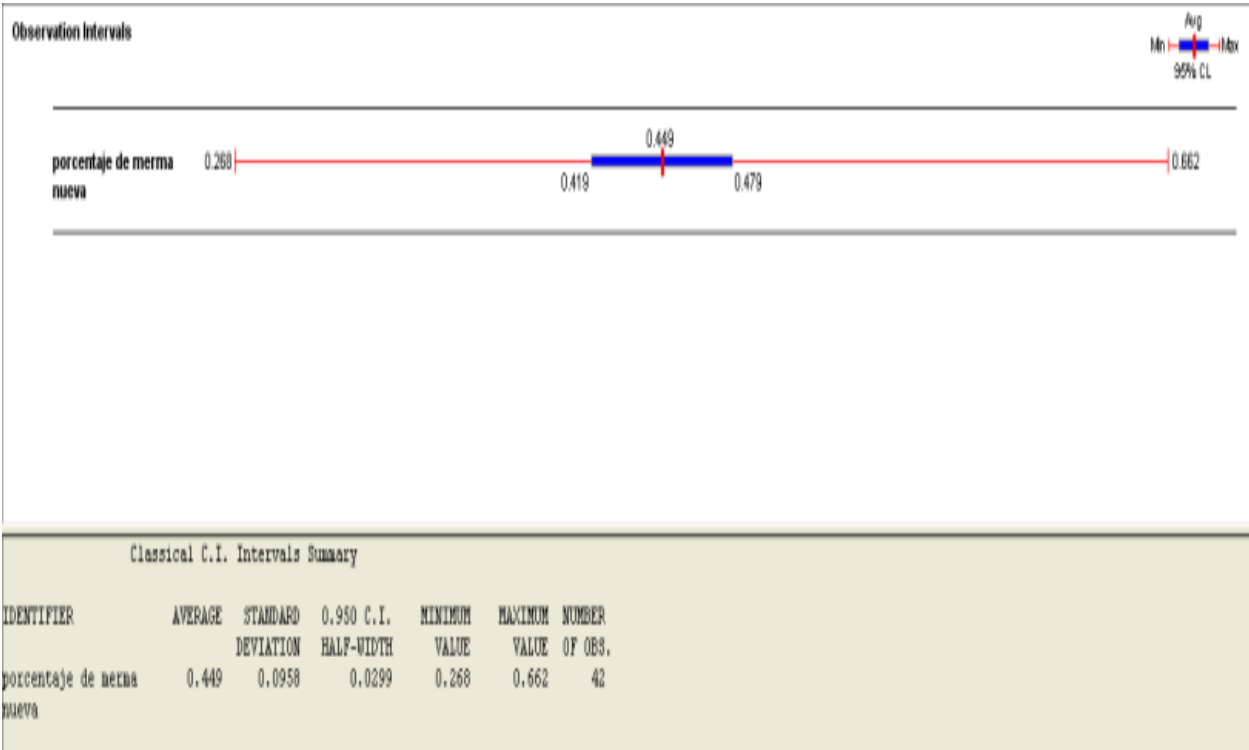 Observation Intervals
Avg
Min
Max
95% CL
porcentaje de merma
nueva
0.268
0.449
0.419
0.479
0.662
Classical C.I. Intervals Summary
IDENTIFIER AVERAGE STANDARD 0.950 C.I. MINIMUM MAXIMUM NUMBER
DEVIATION HALF-WIDTH VALUE VALUE OF OBS.
porcentaje de merma 0.449 0.0958 0.0299 0.268 0.662 42
nueva